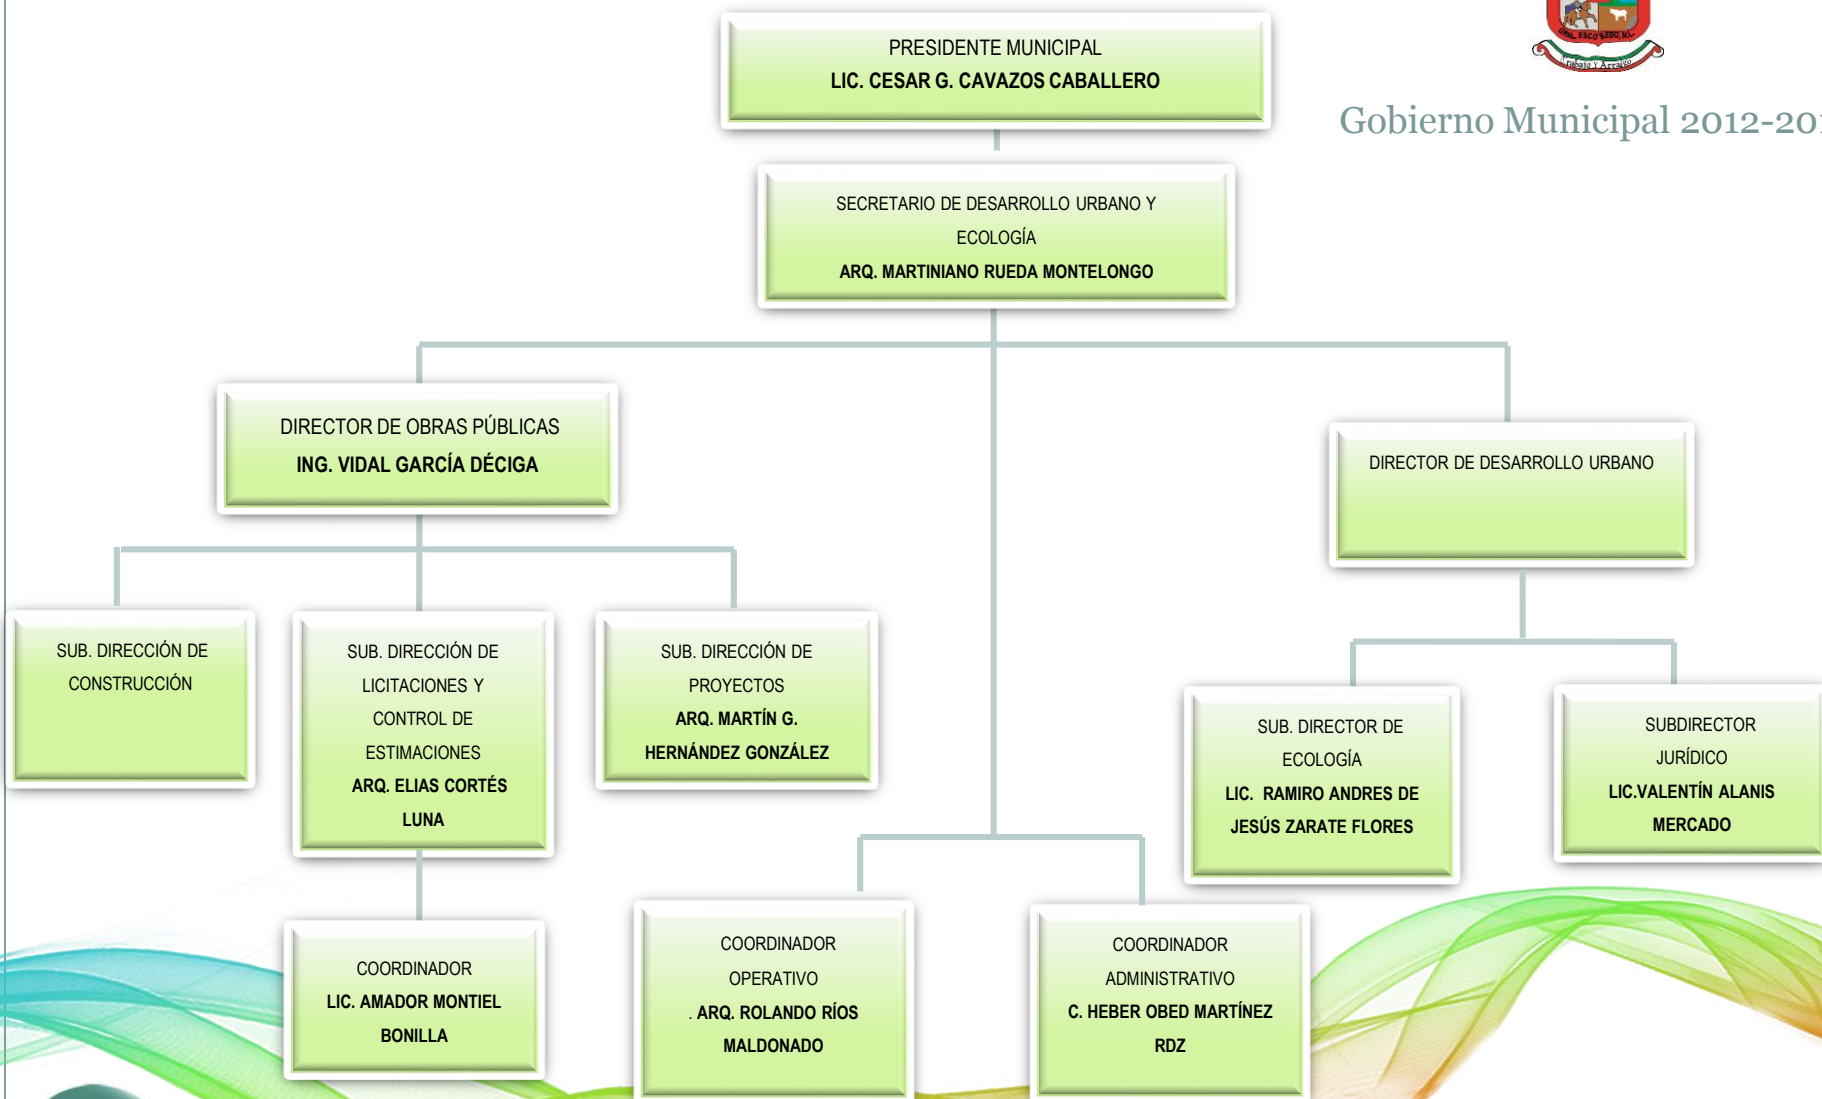 PRESIDENTE MUNICIPAL
LIC. CESAR G. CAVAZOS CABALLERO
GRAL. ESCOBEDO, N.L.
Trabajo y Arraigo
Gobierno Municipal 2012-20
SECRETARIO DE DESARROLLO URBANO Y
ECOLOGÍA
ARQ. MARTINIANO RUEDA MONTELONGO
DIRECTOR DE OBRAS PÚBLICAS
ING. VIDAL GARCÍA DÉCIGA
DIRECTOR DE DESARROLLO URBANO
SUB. DIRECCIÓN DE
CONSTRUCCIÓN
SUB. DIRECCIÓN DE
LICITACIONES Y
CONTROL DE
ESTIMACIONES
ARQ. ELIAS CORTÉS
LUNA
SUB. DIRECCIÓN DE
PROYECTOS
ARQ. MARTÍN G.
HERNÁNDEZ GONZÁLEZ
SUB. DIRECTOR DE
ECOLOGÍA
LIC. RAMIRO ANDRES DE
JESÚS ZARATE FLORES
SUBDIRECTOR
JURÍDICO
LIC.VALENTÍN ALANIS
MERCADO
COORDINADOR
LIC. AMADOR MONTIEL
BONILLA
COORDINADOR
OPERATIVO
. ARQ. ROLANDO RÍOS
MALDONADO
COORDINADOR
ADMINISTRATIVO
C. HEBER OBED MARTÍNEZ
RDZ